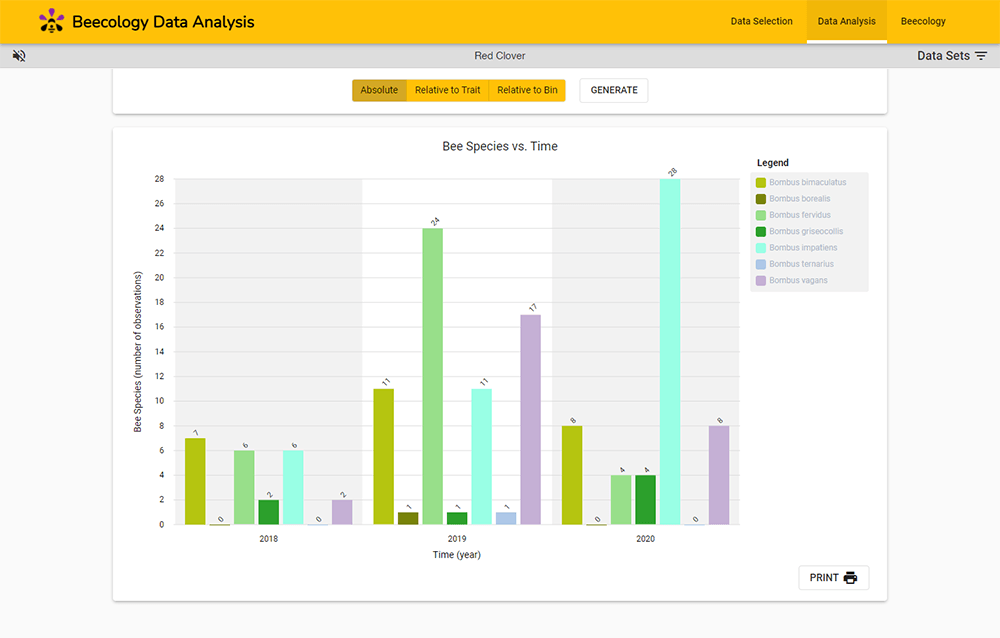 Beecology Data Analysis
Data Selection
Data Analysis
Beecology
Red Clover
Data Sets
Absolute
Relative to Trait
Relative to Bin
GENERATE
Bee Species vs. Time
Legend
Bombus bimaculatus
Bombus borealis
Bombus fervidus
Bombus griseocollis
Bombus impatiens
Bombus ternarius
Bombus vagans
Bee Species (number of observations)
28
26
24
22
20
18
16
14
12
10
8
6
4
2
0
7
0
6
2
6
0
2
11
1
24
1
11
1
17
8
0
4
4
28
0
8
2018
2019
2020
Time (year)
PRINT